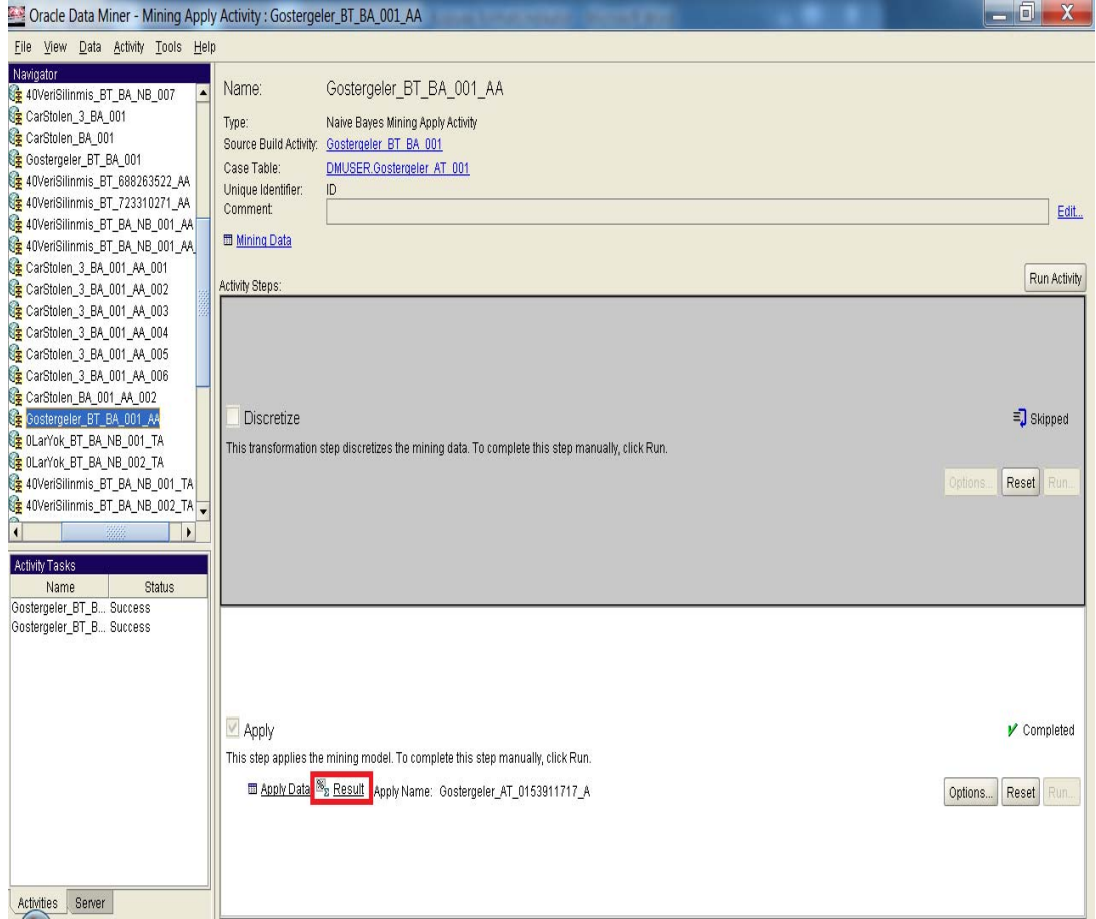 Oracle Data Miner - Mining Apply Activity : Gostergeler_BT_BA_001_AA
File View Data Activity Tools Help
Navigator
40VeriSilinmis_BT_BA_NB_007
CarStolen_3_BA_001
CarStolen_BA_001
Gostergeler_BT_BA_001
40VeriSilinmis_BT_688263522_AA
40VeriSilinmis_BT_723310271_AA
40VeriSilinmis_BT_BA_NB_001_AA
40VeriSilinmis_BT_BA_NB_001_AA_
CarStolen_3_BA_001_AA_001
CarStolen_3_BA_001_AA_002
CarStolen_3_BA_001_AA_003
CarStolen_3_BA_001_AA_004
CarStolen_3_BA_001_AA_005
CarStolen_3_BA_001_AA_006
CarStolen_BA_001_AA_002
Gostergeler_BT_BA_001_AA
0LarYok_BT_BA_NB_001_TA
0LarYok_BT_BA_NB_002_TA
40VeriSilinmis_BT_BA_NB_001_TA
40VeriSilinmis_BT_BA_NB_002_TA
Activity Tasks
Name Status
Gostergeler_BT_B... Success
Gostergeler_BT_B... Success
Activities Server
Name: Gostergeler_BT_BA_001_AA
Type: Naive Bayes Mining Apply Activity
Source Build Activity: Gostergeler_BT_BA_001
Case Table: DMUSER.Gostergeler_AT_001
Unique Identifier: ID
Comment: Edit...
Mining Data
Run Activity
Activity Steps:
Discretize Skipped
This transformation step discretizes the mining data. To complete this step manually, click Run.
Options... Reset Run...
Apply Completed
This step applies the mining model. To complete this step manually, click Run.
Apply Data Result Apply Name: Gostergeler_AT_0153911717_A
Options... Reset Run...